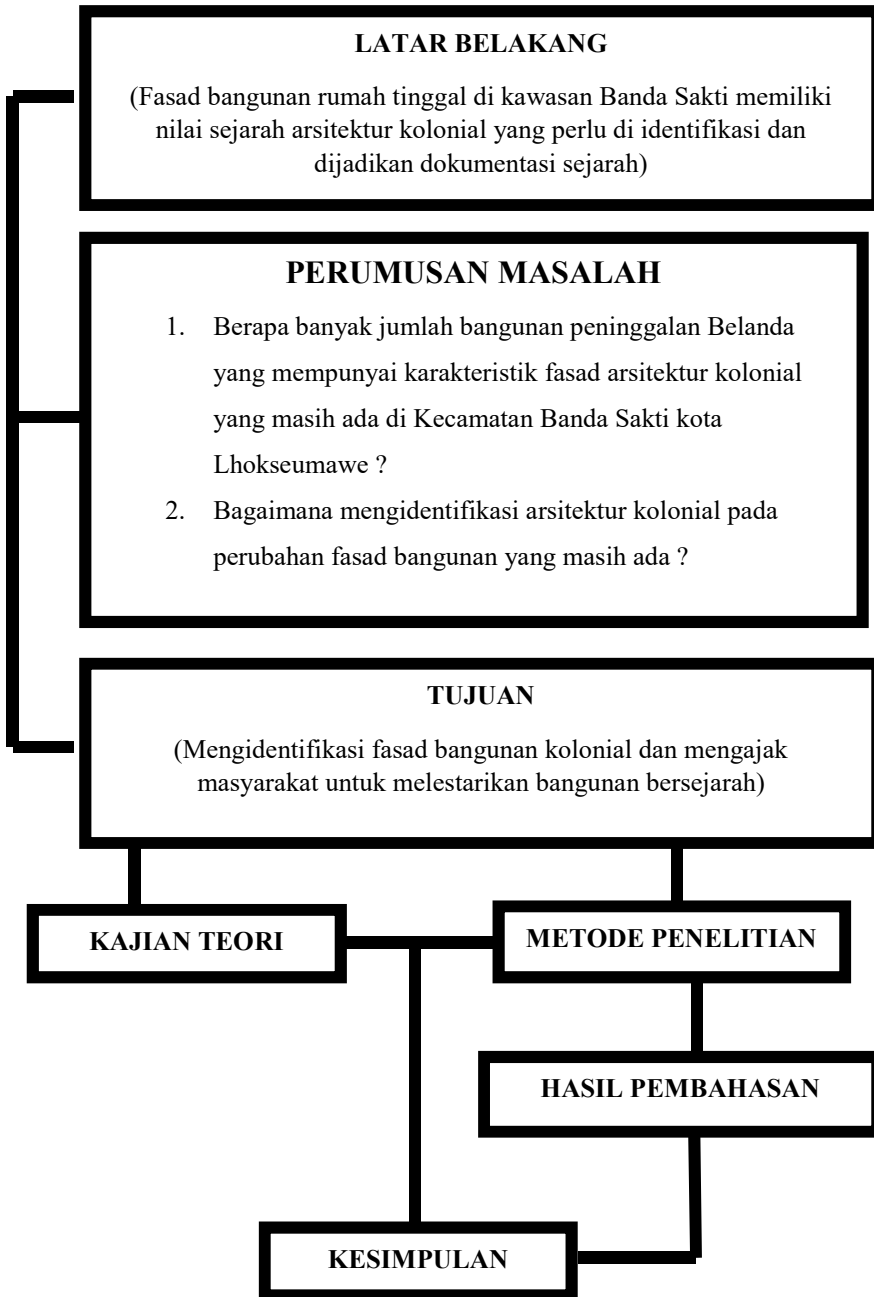 LATAR BELAKANG
(Fasad bangunan rumah tinggal di kawasan Banda Sakti memiliki
nilai sejarah arsitektur kolonial yang perlu di identifikasi dan
dijadikan dokumentasi sejarah)
PERUMUSAN MASALAH
1. Berapa banyak jumlah bangunan peninggalan Belanda
yang mempunyai karakteristik fasad arsitektur kolonial
yang masih ada di Kecamatan Banda Sakti kota
Lhokseumawe ?
2. Bagaimana mengidentifikasi arsitektur kolonial pada
perubahan fasad bangunan yang masih ada ?
TUJUAN
(Mengidentifikasi fasad bangunan kolonial dan mengajak
masyarakat untuk melestarikan bangunan bersejarah)
KAJIAN TEORI
METODE PENELITIAN
HASIL PEMBAHASAN
KESIMPULAN